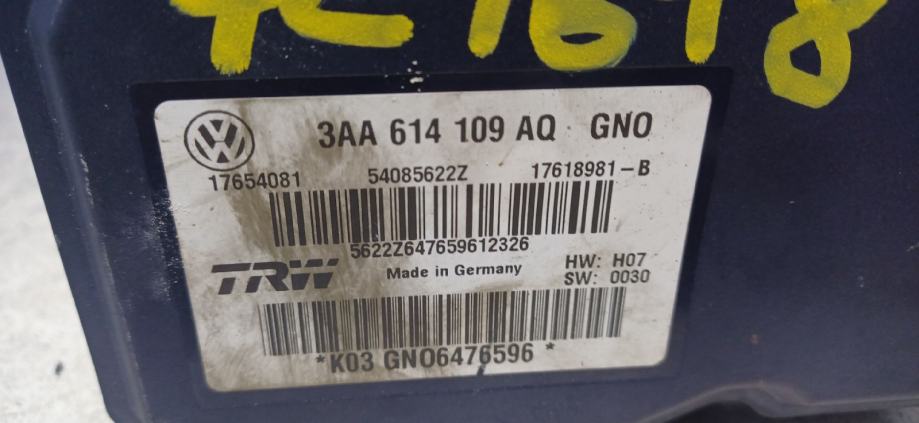 3AA 614 109 AQ GNO
17654081 54085622Z 17618981-B
5622Z647659612326
TRW Made in Germany HW: H07
SW: 0030
*K03 GNO6476596 *